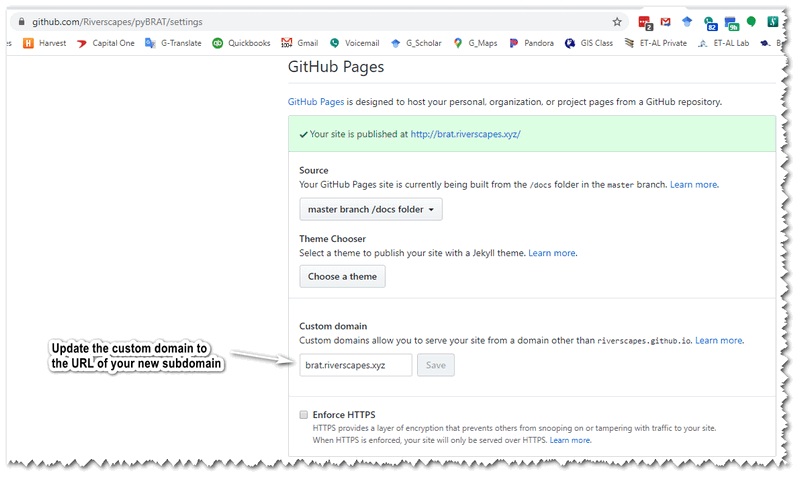 github.com/Riverscapes/pyBRAT/settings
2 82 9h
es Harvest Capital One G-Translate Quickbooks Gmail Voicemail G_Scholar G_Maps Pandora GIS Class ET-AL Private ET-AL Lab B
GitHub Pages
GitHub Pages is designed to host your personal, organization, or project pages from a GitHub repository.
Your site is published at http://brat.riverscapes.xyz/
Source
Your GitHub Pages site is currently being built from the /docs folder in the master branch. Learn more.
master branch /docs folder
Theme Chooser
Select a theme to publish your site with a Jekyll theme. Learn more.
Choose a theme
Custom domain
Custom domains allow you to serve your site from a domain other than riverscapes.github.io. Learn more.
Update the custom domain to
the URL of your new subdomain
brat.riverscapes.xyz Save
Enforce HTTPS
HTTPS provides a layer of encryption that prevents others from snooping on or tampering with traffic to your site.
When HTTPS is enforced, your site will only be served over HTTPS. Learn more.